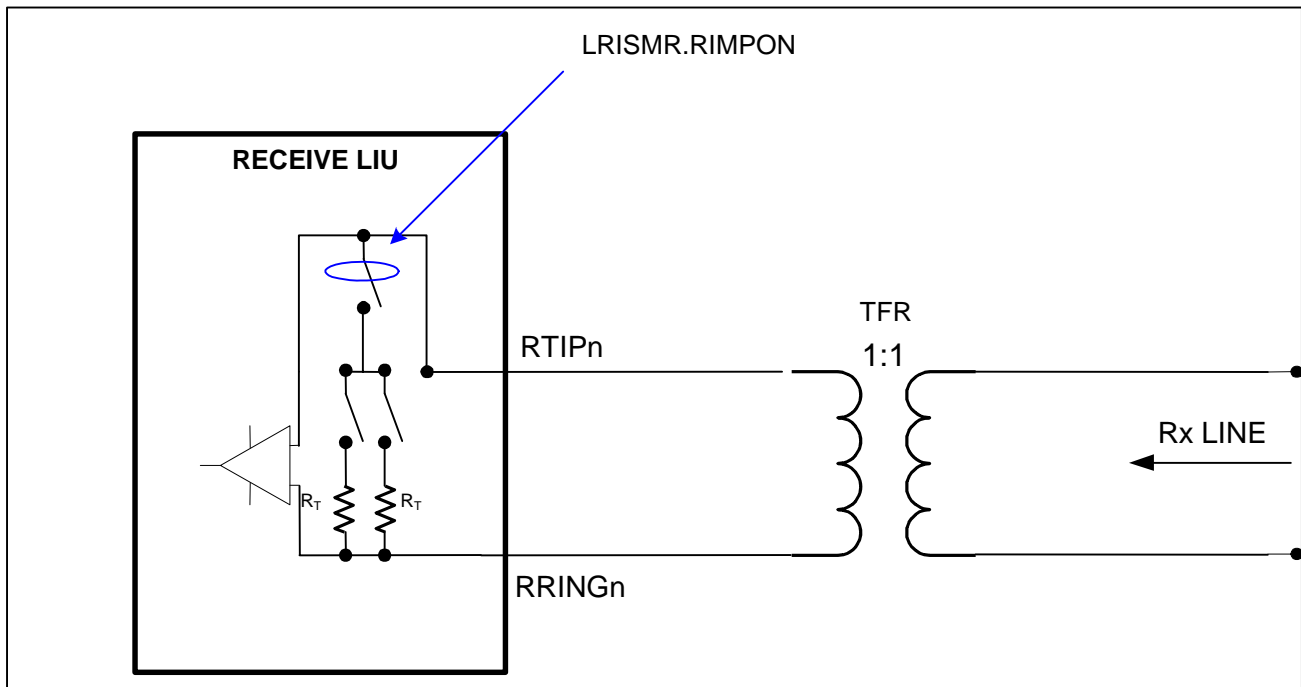 LRISMR.RIMPON
RECEIVE LIU
TFR
1:1
RTIPn
Rx LINE
RT
RT
RRINGn